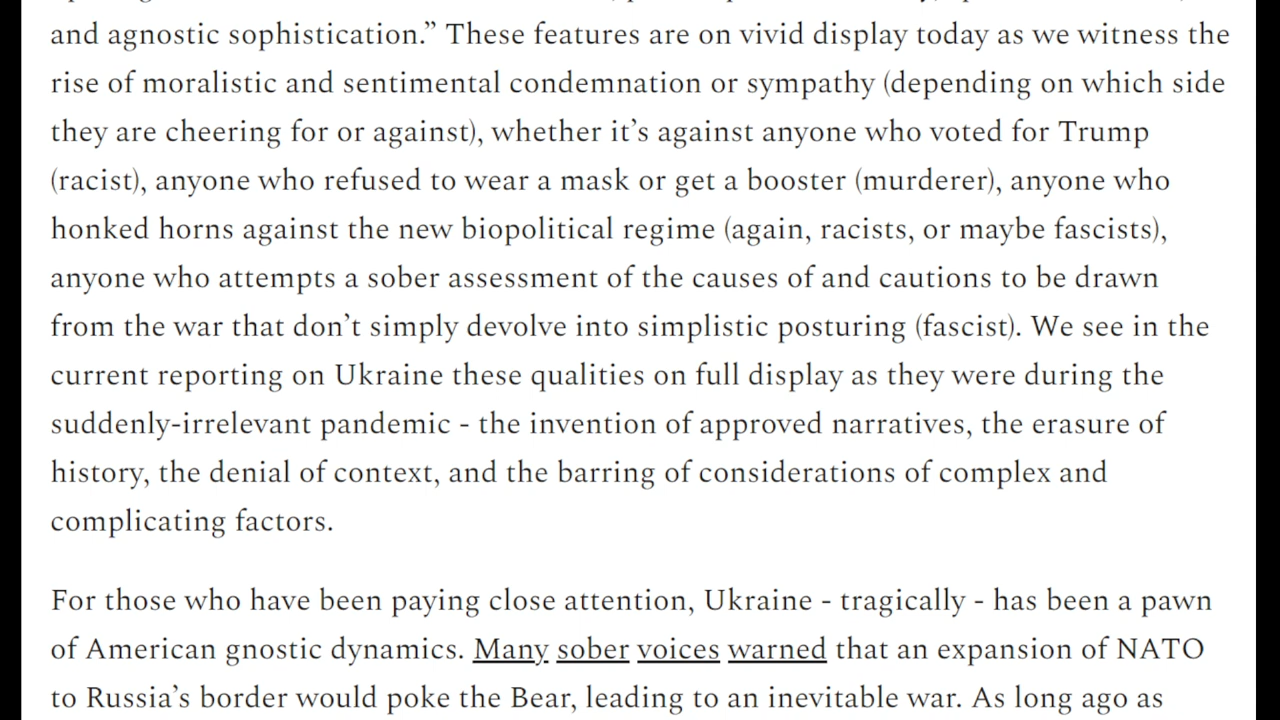 and agnostic sophistication.” These features are on vivid display today as we witness the
rise of moralistic and sentimental condemnation or sympathy (depending on which side
they are cheering for or against), whether it’s against anyone who voted for Trump
(racist), anyone who refused to wear a mask or get a booster (murderer), anyone who
honked horns against the new biopolitical regime (again, racists, or maybe fascists),
anyone who attempts a sober assessment of the causes of and cautions to be drawn
from the war that don’t simply devolve into simplistic posturing (fascist). We see in the
current reporting on Ukraine these qualities on full display as they were during the
suddenly-irrelevant pandemic - the invention of approved narratives, the erasure of
history, the denial of context, and the barring of considerations of complex and
complicating factors.
For those who have been paying close attention, Ukraine - tragically - has been a pawn
of American gnostic dynamics. Many sober voices warned that an expansion of NATO
to Russia’s border would poke the Bear, leading to an inevitable war. As long ago as